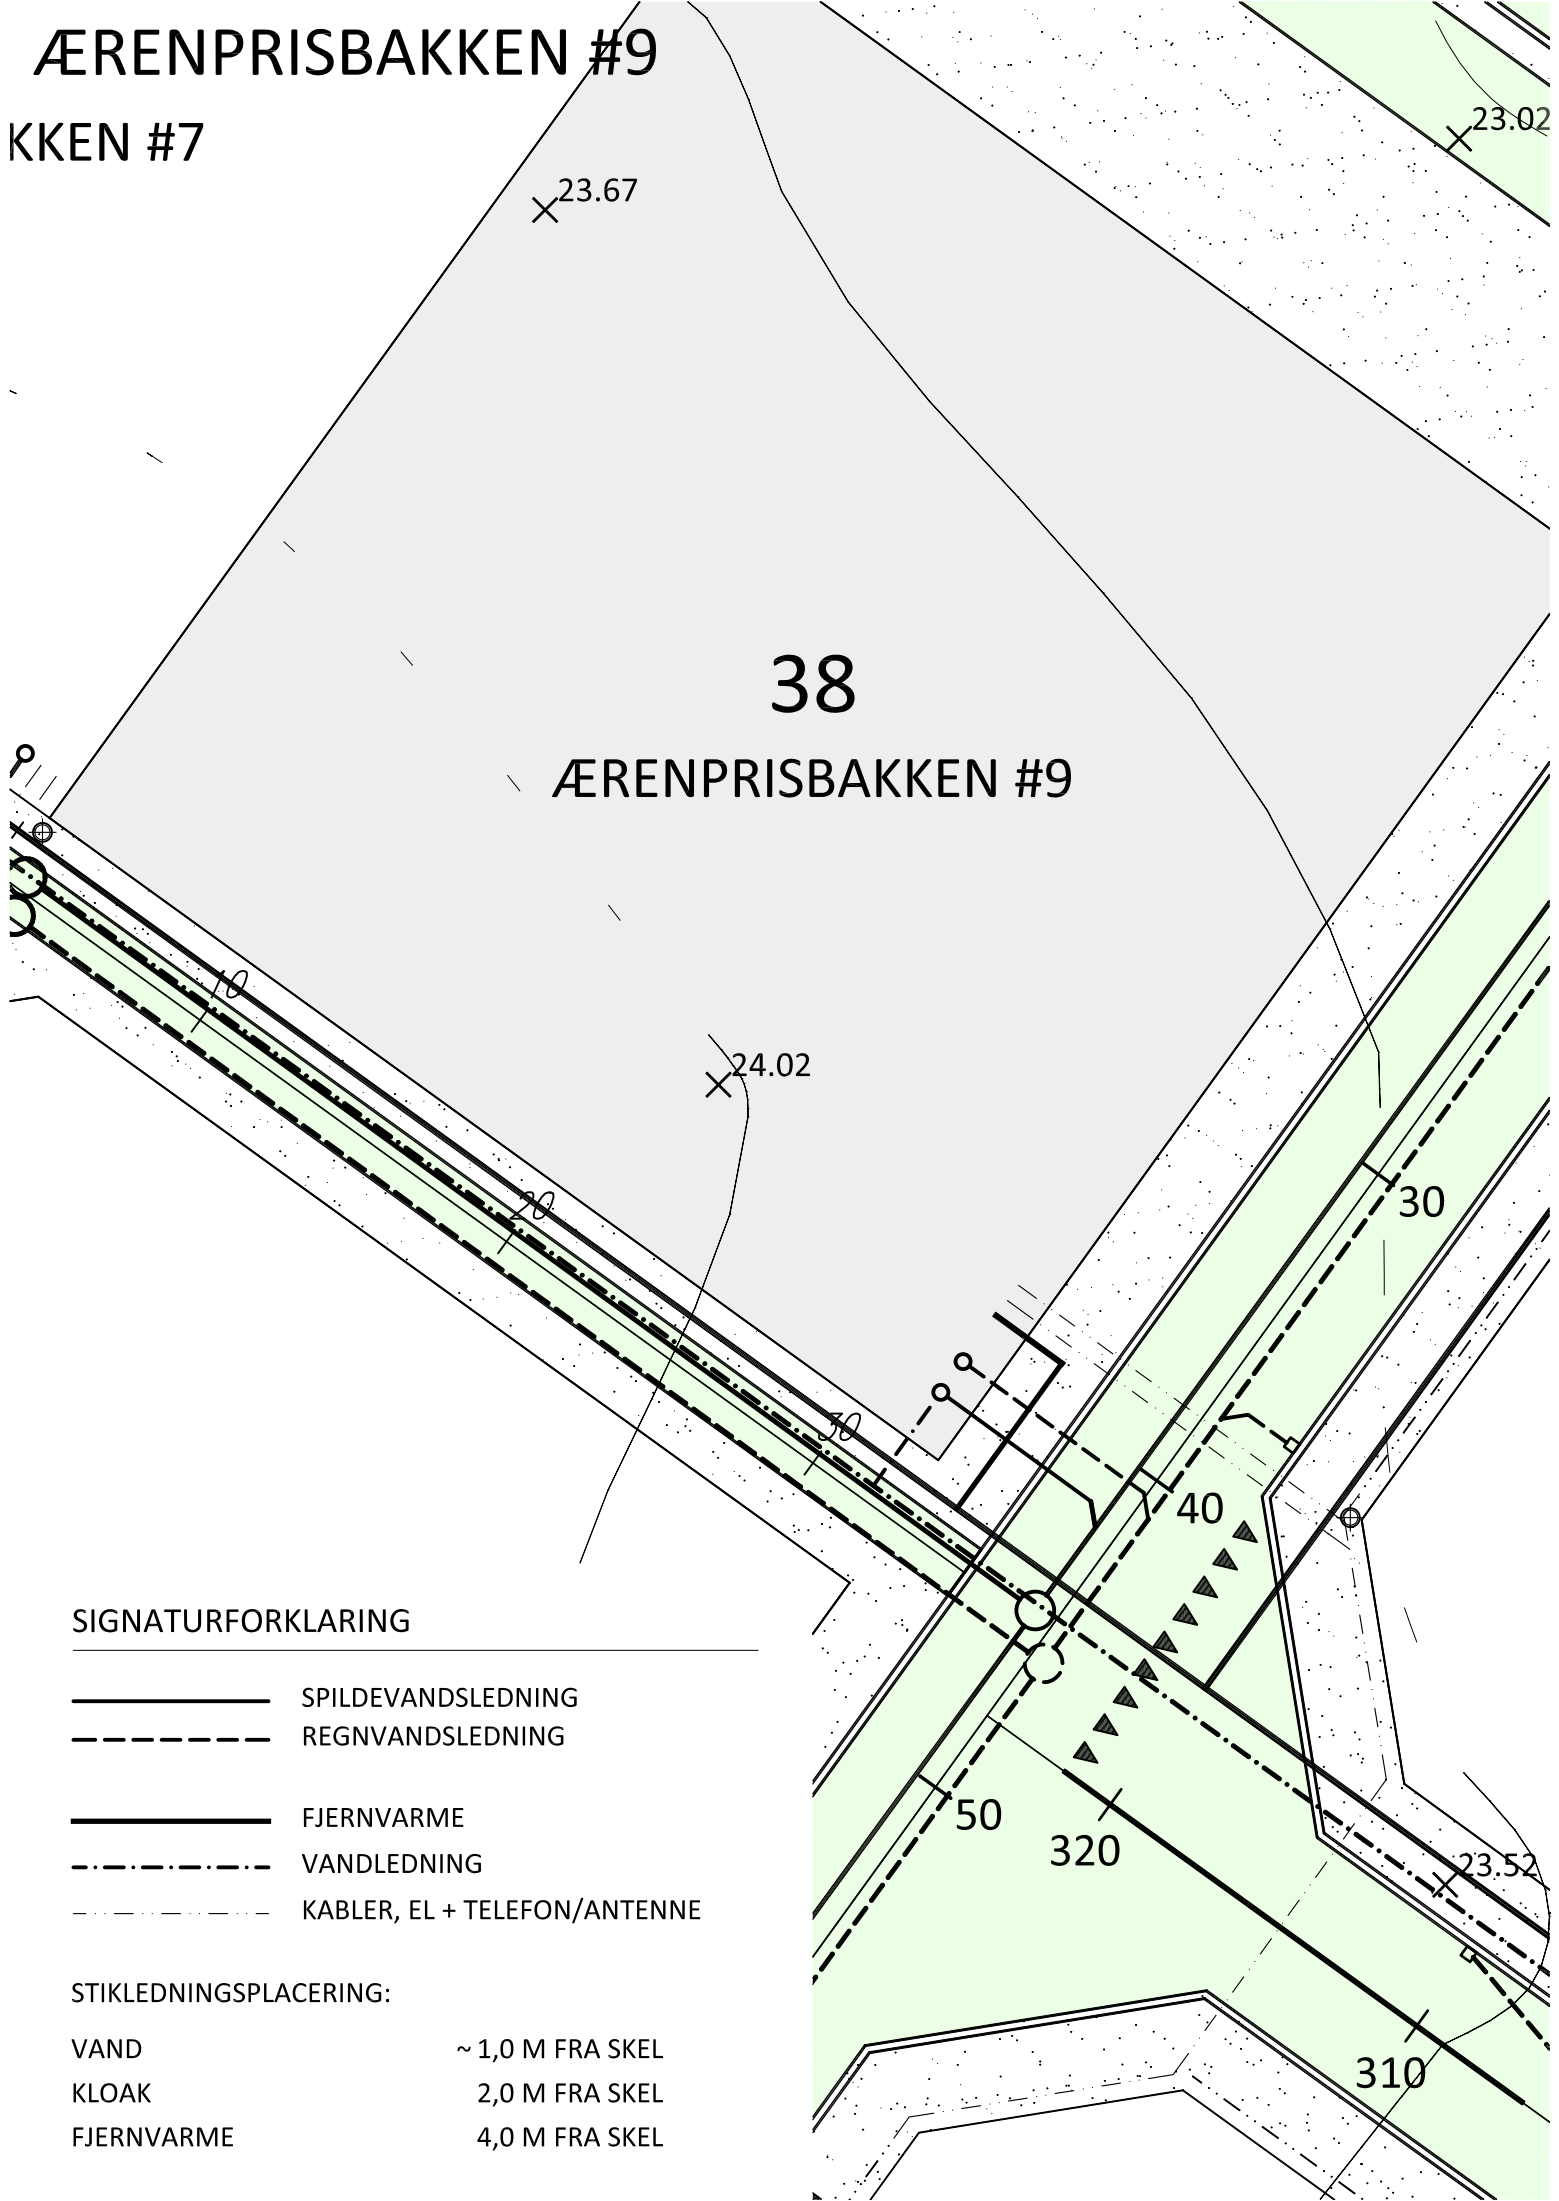 ÆRENPRISBAKKEN #9
KKEN #7
23.02
23.67
38
ÆRENPRISBAKKEN #9
10
24.02
20
30
30
40
SIGNATURFORKLARING
SPILDEVANDSLEDNING
REGNVANDSLEDNING
FJERNVARME
VANDLEDNING
KABLER, EL + TELEFON/ANTENNE
50
320
23.52
STIKLEDNINGSPLACERING:
VAND ~ 1,0 M FRA SKEL
KLOAK 2,0 M FRA SKEL
FJERNVARME 4,0 M FRA SKEL
310